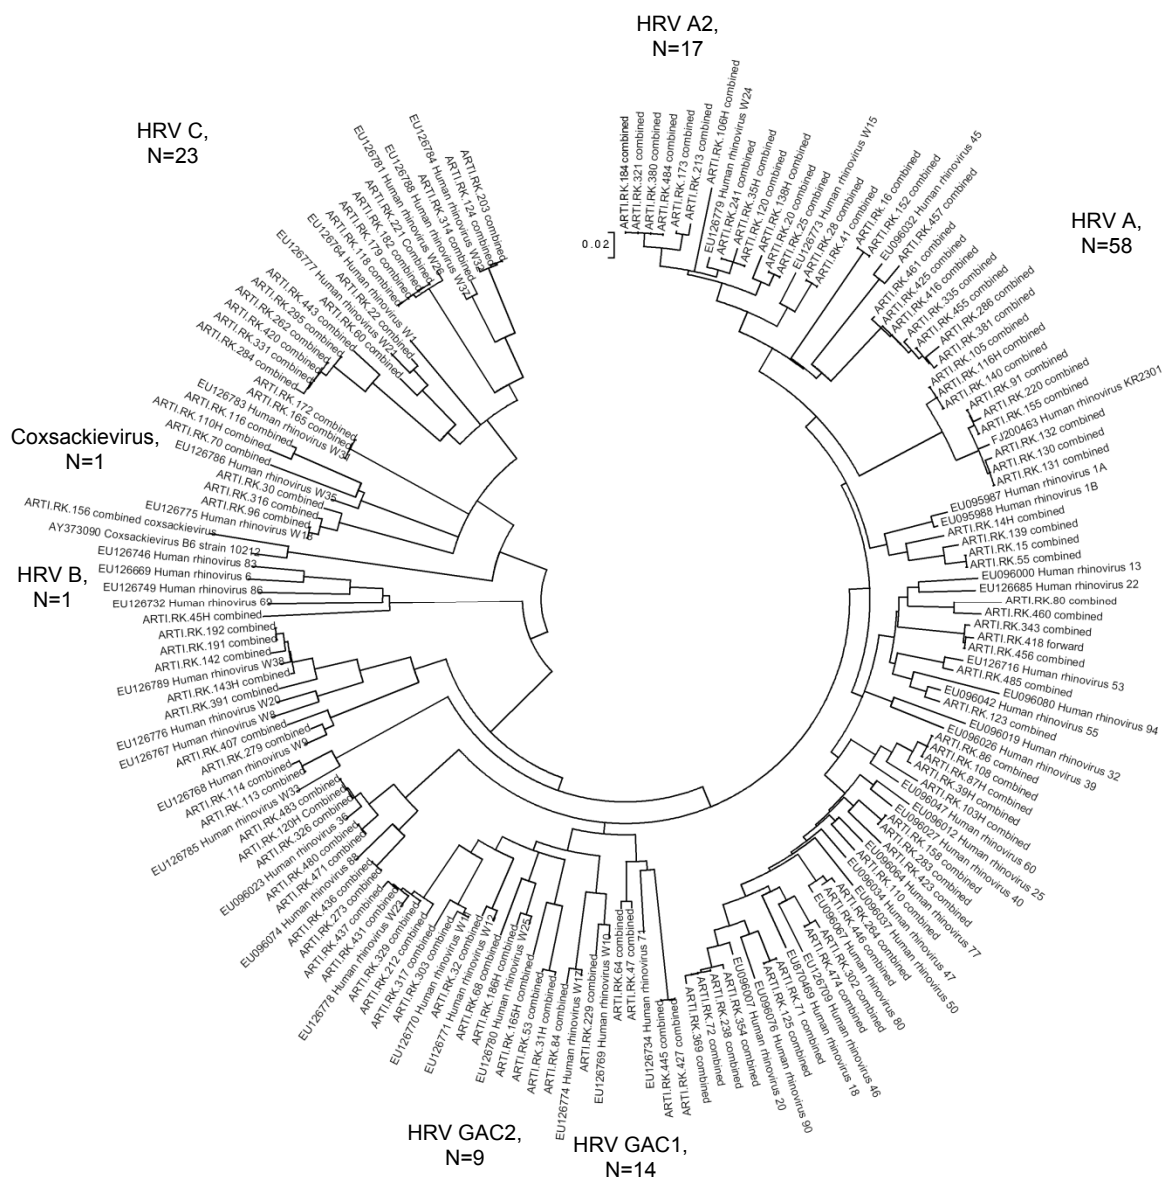 HRV A2,
N=17
HRV C,
N=23
HRV A,
N=58
Coxsackievirus,
N=1
HRV B,
N=1
HRV GAC2,
N=9
HRV GAC1,
N=14
0.02
ARTI.RK.184 combined
ARTI.RK.321 combined
ARTI.RK.380 combined
ARTI.RK.484 combined
ARTI.RK.173 combined
ARTI.RK.213 combined
ARTI.RK.106H combined
EU126779 Human rhinovirus W24
ARTI.RK.241 combined
ARTI.RK.35H combined
ARTI.RK.120 combined
ARTI.RK.138H combined
ARTI.RK.20 combined
ARTI.RK.25 combined
EU126773 Human rhinovirus W15
ARTI.RK.28 combined
ARTI.RK.41 combined
ARTI.Rk.16 combined
ARTI.RK.152 combined
EU096032 Human rhinovirus 45
ARTI.RK.457 combined
ARTI.RK.461 combined
ARTI.RK.425 combined
ARTI.RK.416 combined
ARTI.RK.335 combined
ARTI.RK.455 combined
ARTI.RK.286 combined
ARTI.RK.381 combined
ARTI.RK.105 combined
ARTI.RK.116H combined
ARTI.RK.140 combined
ARTI.RK.91 combined
ARTI.RK.220 combined
ARTI.RK.155 combined
FJ200463 Human rhinovirus KR2301
ARTI.RK.132 combined
ARTI.RK.130 combined
ARTI.RK.131 combined
EU095987 Human rhinovirus 1A
EU095988 Human rhinovirus 1B
ARTI.RK.14H combined
ARTI.RK.139 combined
ARTI.RK.15 combined
ARTI.RK.55 combined
EU096000 Human rhinovirus 13
EU126685 Human rhinovirus 22
ARTI.RK.80 combined
ARTI.RK.460 combined
ARTI.RK.343 combined
ARTI.RK.418 forward
ARTI.RK.456 combined
EU126716 Human rhinovirus 53
ARTI.RK.485 combined
EU096080 Human rhinovirus 94
EU096042 Human rhinovirus 55
ARTI.RK.123 combined
EU096019 Human rhinovirus 32
EU096026 Human rhinovirus 39
ARTI.RK.86 combined
ARTI.RK.108 combined
ARTI.RK.87H combined
ARTI.RK.39H combined
ARTI.RK.103H combined
EU096047 Human rhinovirus 60
EU096012 Human rhinovirus 25
EU096027 Human rhinovirus 40
ARTI.RK.158 combined
ARTI.RK.283 combined
ARTI.RK.423 combined
EU096064 Human rhinovirus 77
ARTI.RK.110 combined
EU096034 Human rhinovirus 47
EU096037 Human rhinovirus 50
ARTI.RK.264 combined
ARTI.RK.446 combined
EU096067 Human rhinovirus 80
ARTI.RK.302 combined
ARTI.RK.474 combined
EU126709 Human rhinovirus 46
EU870469 Human rhinovirus 18
ARTI.RK.71 combined
ARTI.RK.125 combined
EU096076 Human rhinovirus 90
EU096007 Human rhinovirus 20
ARTI.RK.354 combined
ARTI.RK.238 combined
ARTI.RK.72 combined
ARTI.RK.369 combined
ARTI.RK.427 combined
ARTI.RK.445 combined
EU126734 Human rhinovirus 71
ARTI.RK.47 combined
ARTI.RK.64 combined
EU126769 Human rhinovirus W10
ARTI.RK.229 combined
EU126774 Human rhinovirus W17
ARTI.RK.84 combined
ARTI.RK.31H combined
ARTI.RK.53 combined
ARTI.RK.165H combined
EU126780 Human rhinovirus W25
ARTI.RK.186H combined
ARTI.RK.68 combined
EU126771 Human rhinovirus W12
ARTI.RK.32 combined
EU126770 Human rhinovirus
ARTI.RK.303 combined
ARTI.RK.317 combined
ARTI.RK.212 combined
ARTI.RK.329 combined
EU126778 Human rhinovirus W23
ARTI.RK.431 combined
ARTI.RK.437 combined
ARTI.RK.273 combined
ARTI.RK.436 combined
EU096074 Human rhinovirus 88
ARTI.RK.471 combined
ARTI.RK.480 combined
EU096023 Human rhinovirus 36
ARTI.RK.326 combined
ARTI.RK.120H Combined
ARTI.RK.483 combined
EU126785 Human rhinovirus W33
ARTI.RK.113 combined
ARTI.RK.114 combined
EU126768 Human rhinovirus W9
ARTI.RK.279 combined
ARTI.RK.407 combined
EU126767 Human rhinovirus W8
EU126776 Human rhinovirus W20
ARTI.RK.391 combined
ARTI.RK.143H combined
EU126789 Human rhinovirus W38
ARTI.RK.142 combined
ARTI.RK.191 combined
ARTI.RK.192 combined
ARTI.RK.45H combined
EU126732 Human rhinovirus 69
EU126749 Human rhinovirus 86
EU126669 Human rhinovirus 6
EU126746 Human rhinovirus 83
AY373090 Coxsackievirus B6 strain 10212
ARTI.RK.156 combined coxsackievirus
EU126775 Human rhinovirus W18
ARTI.RK.96 combined
ARTI.RK.316 combined
ARTI.RK.30 combined
EU126786 Human rhinovirus W35
ARTI.RK.70 combined
ARTI.RK.110H combined
ARTI.RK.116 combined
EU126783 Human rhinovirus
ARTI.RK.165 combined
ARTI.RK.172 combined
ARTI.RK.284 combined
ARTI.RK.331 combined
ARTI.RK.420 combined
ARTI.RK.262 combined
ARTI.RK.295 combined
ARTI.RK.443 combined
ARTI.RK.60 combined
EU126777 Human rhinovirus W21
ARTI.RK.22 combined
EU126764 Human rhinovirus W1
ARTI.RK.118 combined
ARTI.RK.179 combined
ARTI.RK.182 combined
ARTI.RK.221 Combined
EU126781 Human rhinovirus W26
EU126788 Human rhinovirus W37
ARTI.RK.314 combined
EU126784 Human rhinovirus W32
ARTI.RK.124 combined
ARTI.RK.203 combined